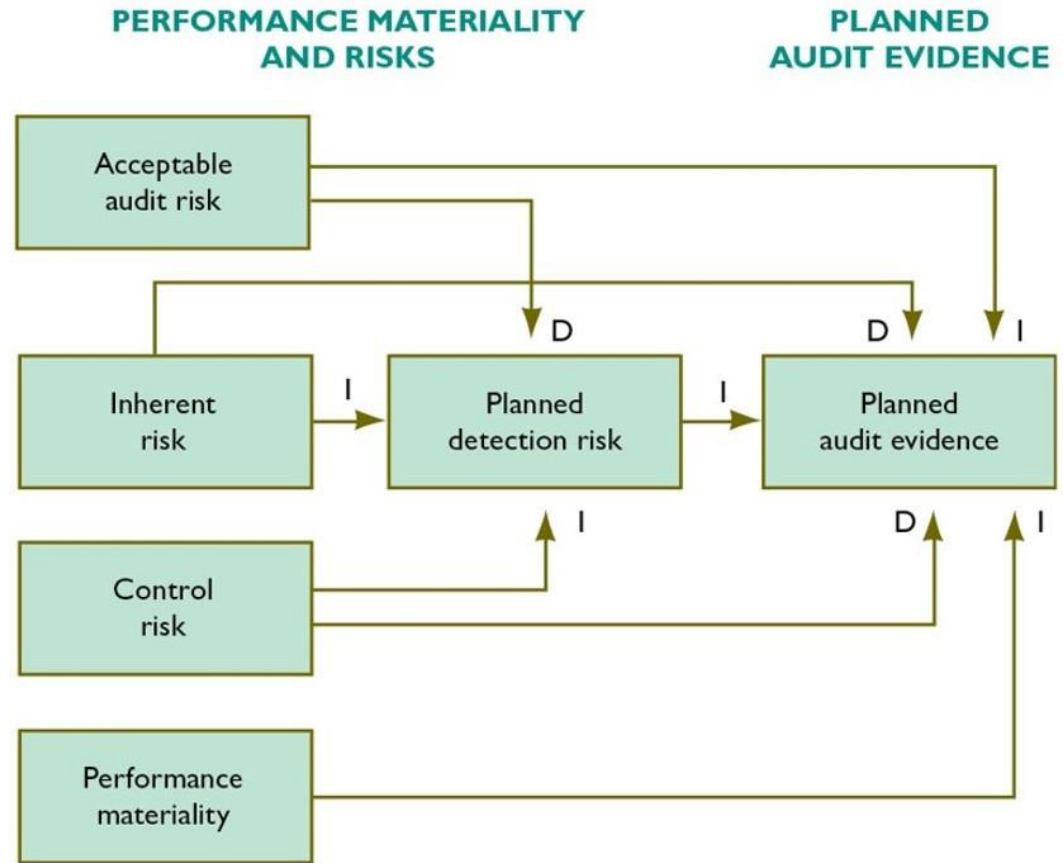 PERFORMANCE MATERIALITY
AND RISKS
PLANNED
AUDIT EVIDENCE
Acceptable
audit risk
D
D
I
Inherent
risk
I
Planned
detection risk
I
Planned
audit evidence
I
D
I
Control
risk
Performance
materiality